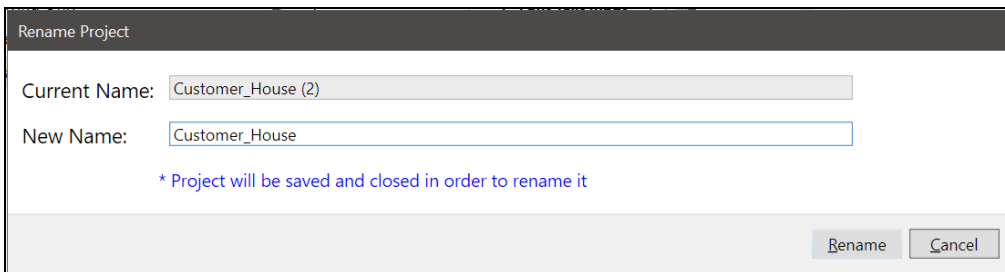 Rename Project
Current Name: Customer_House (2)
New Name: Customer_House
* Project will be saved and closed in order to rename it
Rename Cancel